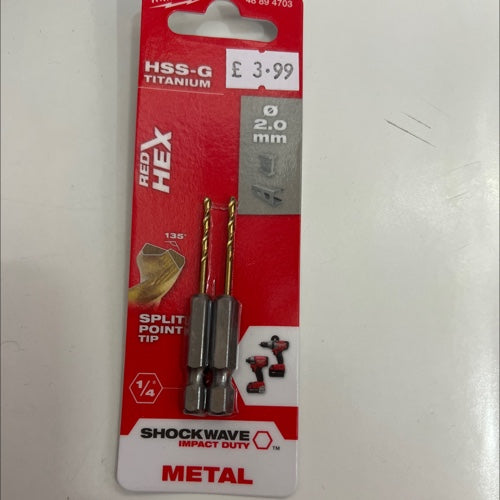 48 89 4703
£ 3.99
HSS-G
TITANIUM
Ø
2.0
mm
RED
HEX
135°
SPLIT
POINT
TIP
1/4
SHOCKWAVE
IMPACT DUTY
TM
METAL